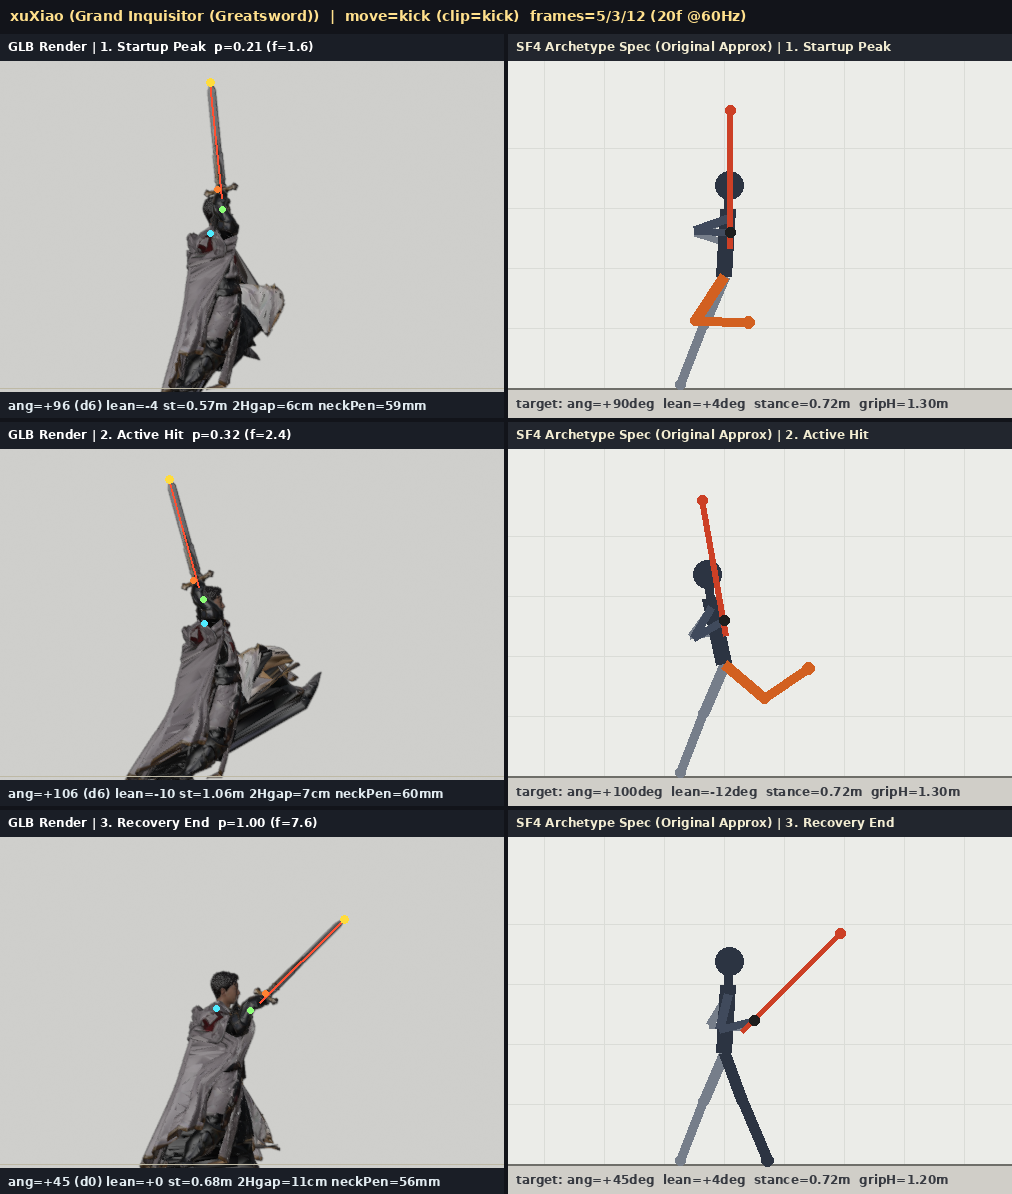 xuXiao (Grand Inquisitor (Greatsword))  |  move=kick (clip=kick)  frames=5/3/12 (20f @60Hz)
GLB Render | 1. Startup Peak  p=0.21 (f=1.6)
SF4 Archetype Spec (Original Approx) | 1. Startup Peak
ang=+96 (d6) lean=-4 st=0.57m 2Hgap=6cm neckPen=59mm
target: ang=+90deg  lean=+4deg  stance=0.72m  gripH=1.30m
GLB Render | 2. Active Hit  p=0.32 (f=2.4)
SF4 Archetype Spec (Original Approx) | 2. Active Hit
ang=+106 (d6) lean=-10 st=1.06m 2Hgap=7cm neckPen=60mm
target: ang=+100deg  lean=-12deg  stance=0.72m  gripH=1.30m
GLB Render | 3. Recovery End  p=1.00 (f=7.6)
SF4 Archetype Spec (Original Approx) | 3. Recovery End
ang=+45 (d0) lean=+0 st=0.68m 2Hgap=11cm neckPen=56mm
target: ang=+45deg  lean=+4deg  stance=0.72m  gripH=1.20m